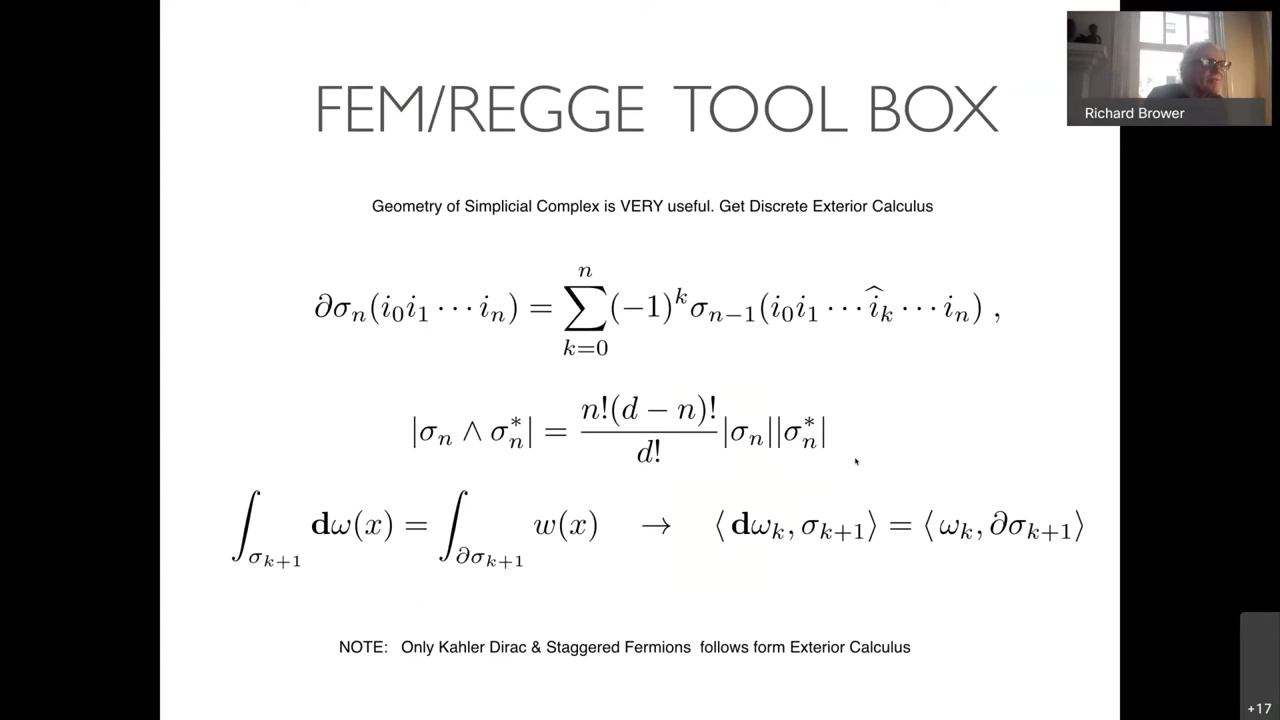 FEM/REGGE TOOL BOX
Richard Brower
Geometry of Simplicial Complex is VERY useful. Get Discrete Exterior Calculus
∂σ_n(i_0 i_1 ··· i_n) = ∑_{k=0}^{n} (−1)^k σ_{n−1}(i_0 i_1 ··· \widehat{i}_k ··· i_n) ,
|σ_n ∧ σ_n^*| = \frac{n!(d − n)!}{d!} |σ_n||σ_n^*|
∫_{σ_{k+1}} dω(x) = ∫_{∂σ_{k+1}} w(x) → ⟨ dω_k, σ_{k+1}⟩ = ⟨ ω_k, ∂σ_{k+1}⟩
NOTE: Only Kahler Dirac & Staggered Fermions follows form Exterior Calculus
+17